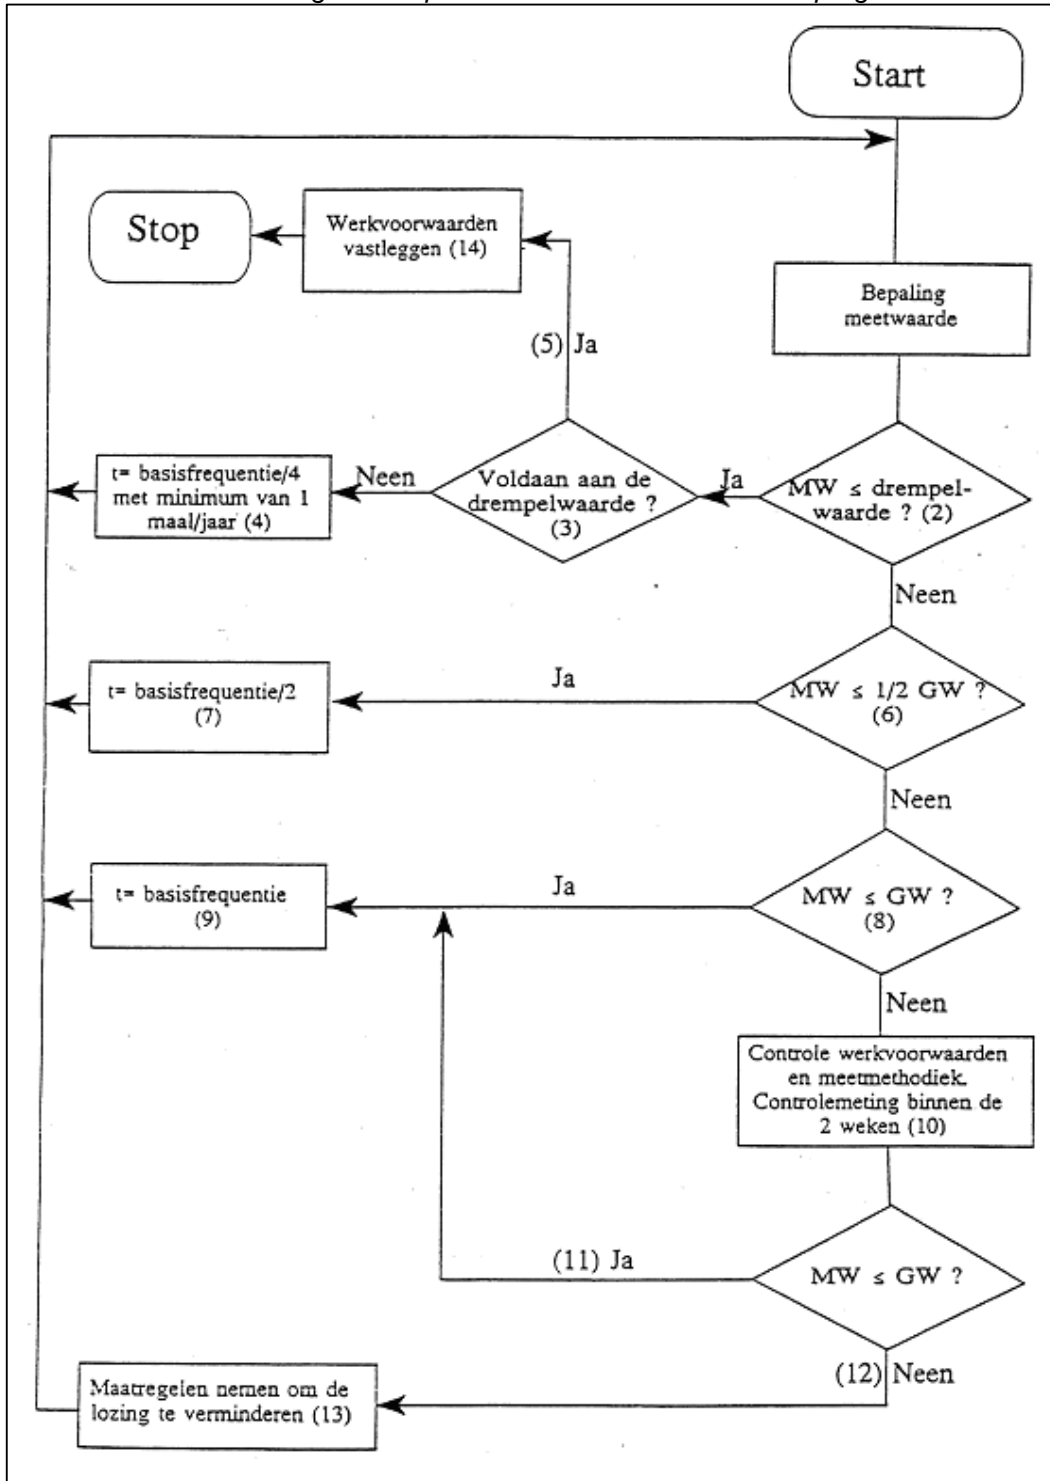 Start
Stop
Werkvoorwaarden
vastleggen (14)
Bepaling
meetwaarde
(5) Ja
t= basisfrequentie/4
met minimum van 1
maal/jaar (4)
Neen
Voldaan aan de
drempelwaarde ?
(3)
Ja
MW ≤ drempel-
waarde ? (2)
Neen
t= basisfrequentie/2
(7)
Ja
MW ≤ 1/2 GW ?
(6)
Neen
t= basisfrequentie
(9)
Ja
MW ≤ GW ?
(8)
Neen
Controle werkvoorwaarden
en meetmethodiek.
Controlemeting binnen de
2 weken (10)
(11) Ja
MW ≤ GW ?
(12) Neen
Maatregelen nemen om de
lozing te verminderen (13)